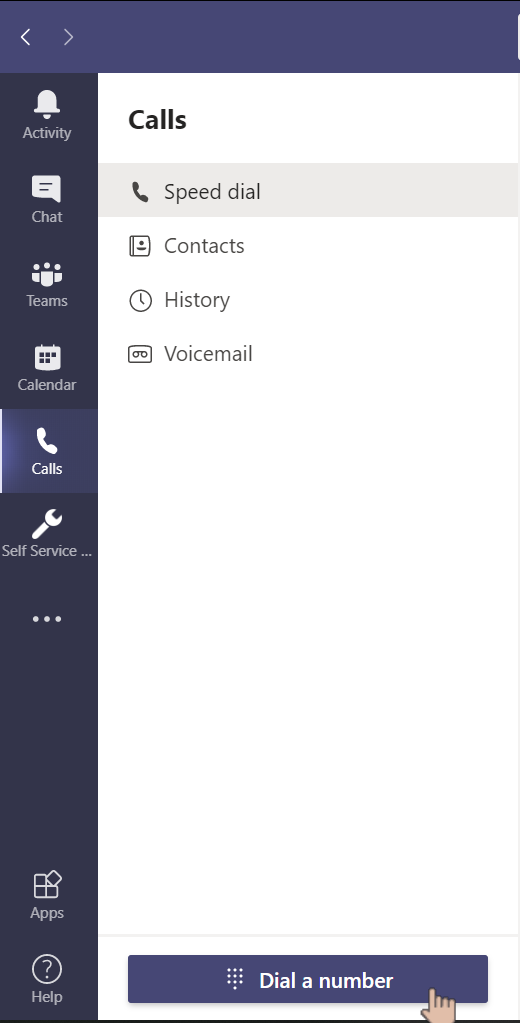 Activity
Chat
Teams
Calendar
Calls
Self Service ...
Apps
Help
Calls
Speed dial
Contacts
History
Voicemail
Dial a number